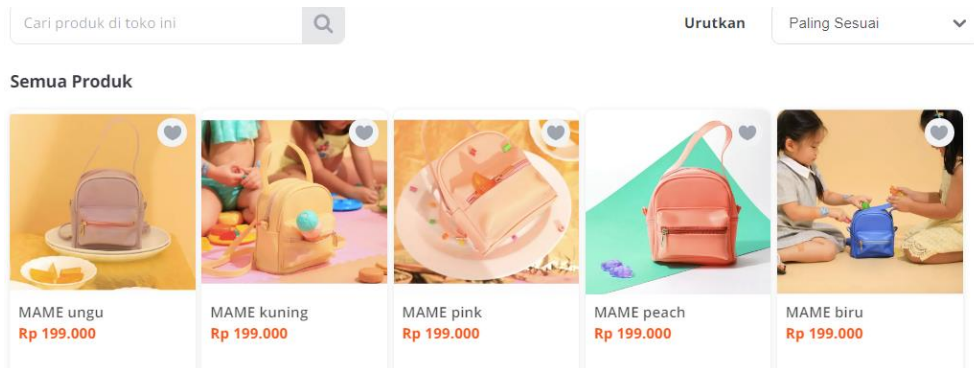 Cari produk di toko ini
Urutkan
Paling Sesuai
Semua Produk
MAME ungu
Rp 199.000
MAME kuning
Rp 199.000
MAME pink
Rp 199.000
MAME peach
Rp 199.000
MAME biru
Rp 199.000